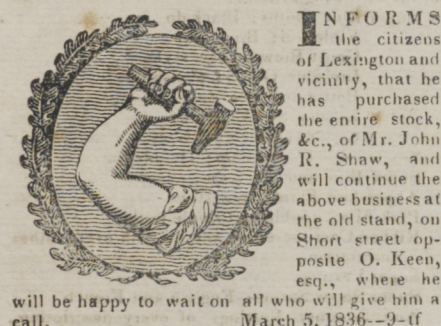 INFORMS
the citizens
of Lexington and
vicinity, that he
has purchased
the entire stock,
&c., of Mr. John
R. Shaw, and
will continue the
above business at
the old stand, on
Short street op-
posite O. Keen,
esq., where he
will be happy to wait on all who will give him a
call. March 5, 1836--9-tf